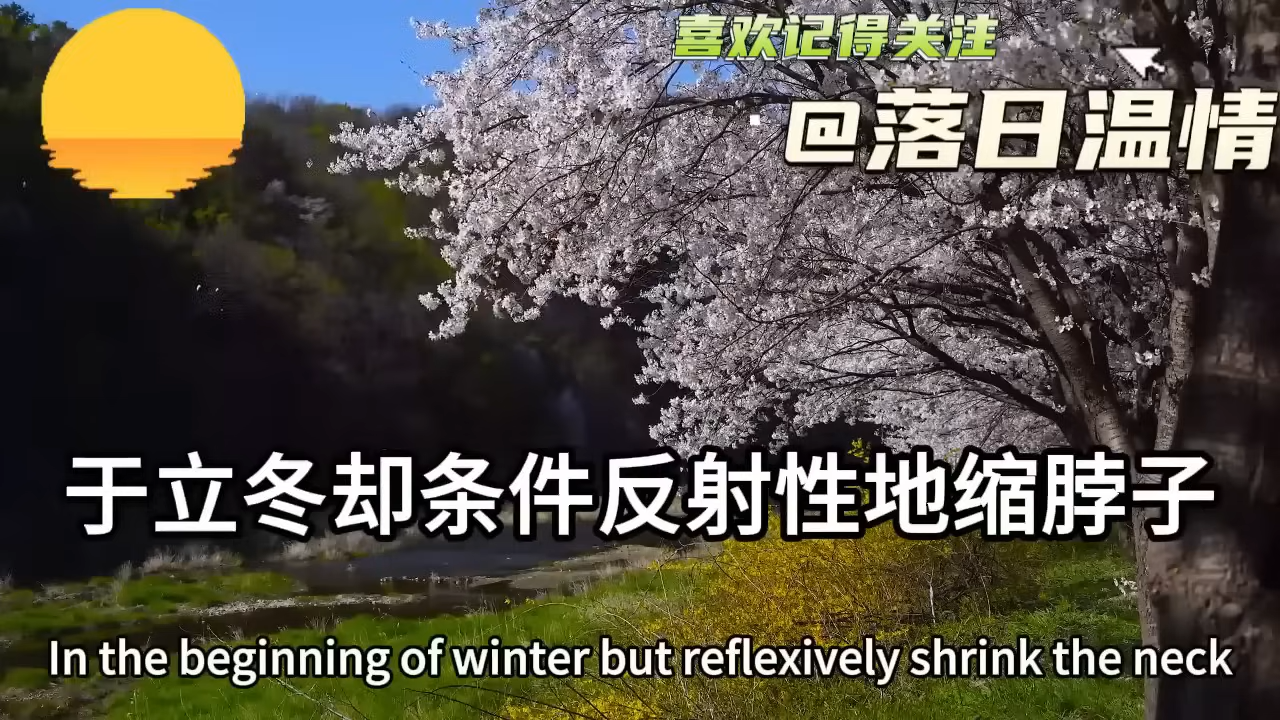 喜欢记得关注
@落日温情
于立冬却条件反射性地缩脖子
In the beginning of winter but reflexively shrink the neck